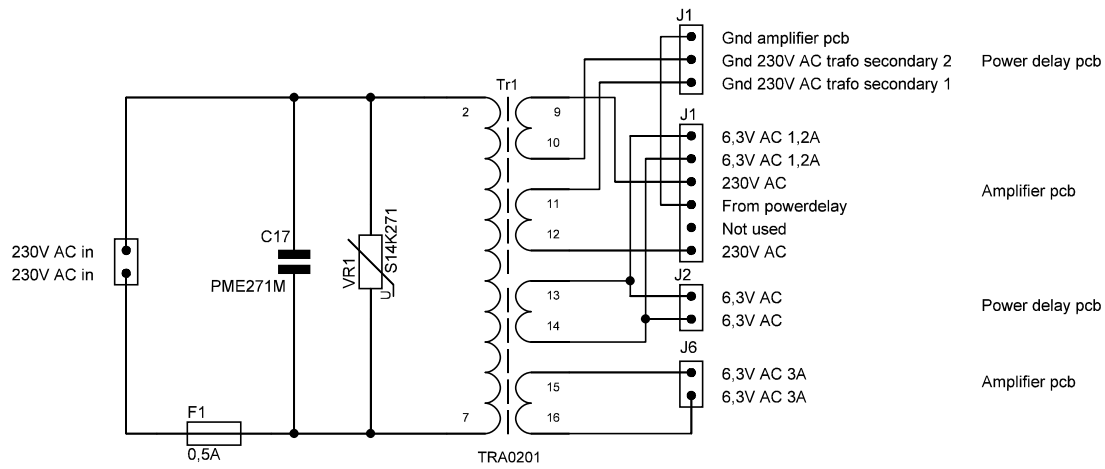 J1
Gnd amplifier pcb
Gnd 230V AC trafo secondary 2
Gnd 230V AC trafo secondary 1
Power delay pcb
Tr1
2
7
9
10
11
12
13
14
15
16
TRA0201
J1
6,3V AC 1,2A
6,3V AC 1,2A
230V AC
From powerdelay
Not used
230V AC
Amplifier pcb
230V AC in
230V AC in
C17
PME271M
VR1
S14K271
U
J2
6,3V AC
6,3V AC
Power delay pcb
J6
6,3V AC 3A
6,3V AC 3A
Amplifier pcb
F1
0,5A